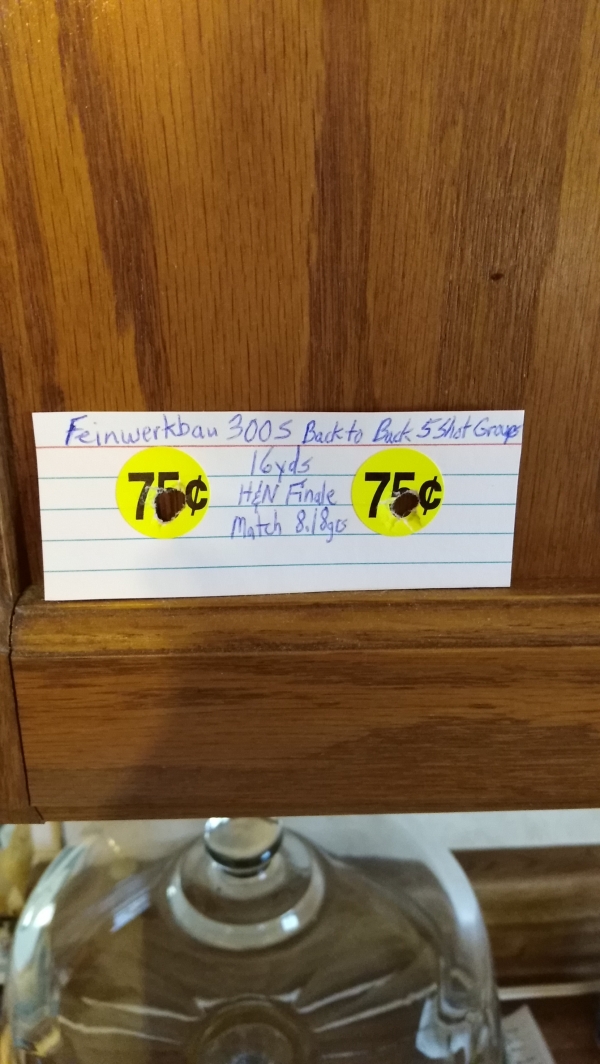 Feinwerkbau 300S Back to Back 5 Shot Groups
16yds
75¢ H&N Finale 75¢
Match 8.18grs